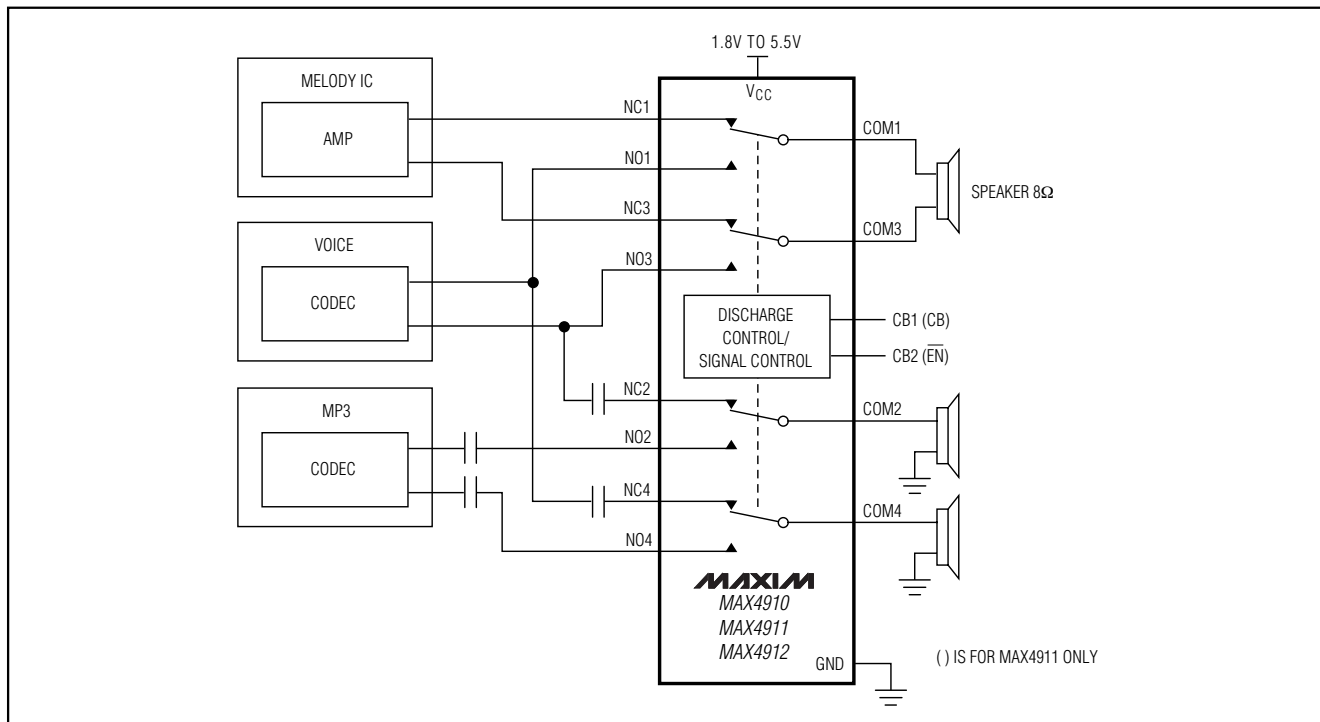 1.8V TO 5.5V
VCC
MELODY IC
AMP
NC1
NO1
NC3
NO3
COM1
COM3
SPEAKER 8Ω
VOICE
CODEC
DISCHARGE
CONTROL/
SIGNAL CONTROL
CB1 (CB)
CB2 (E̅N̅)
MP3
CODEC
NC2
NO2
NC4
NO4
COM2
COM4
MAXIM
MAX4910
MAX4911
MAX4912
GND
( ) IS FOR MAX4911 ONLY